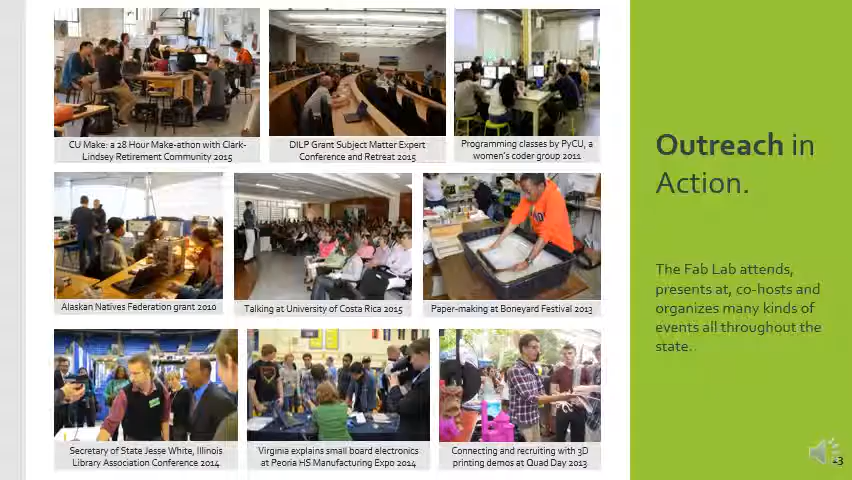 CU Make: a 28 Hour Make-athon with Clark-
Lindsey Retirement Community 2015
DILP Grant Subject Matter Expert
Conference and Retreat 2015
Programming classes by PyCU, a
women's coder group 2011
Alaskan Natives Federation grant 2010
Talking at University of Costa Rica 2015
Paper-making at Boneyard Festival 2013
Secretary of State Jesse White, Illinois
Library Association Conference 2014
Virginia explains small board electronics
at Peoria HS Manufacturing Expo 2014
Connecting and recruiting with 3D
printing demos at Quad Day 2013
Outreach in
Action.
The Fab Lab attends,
presents at, co-hosts and
organizes many kinds of
events all throughout the
state.